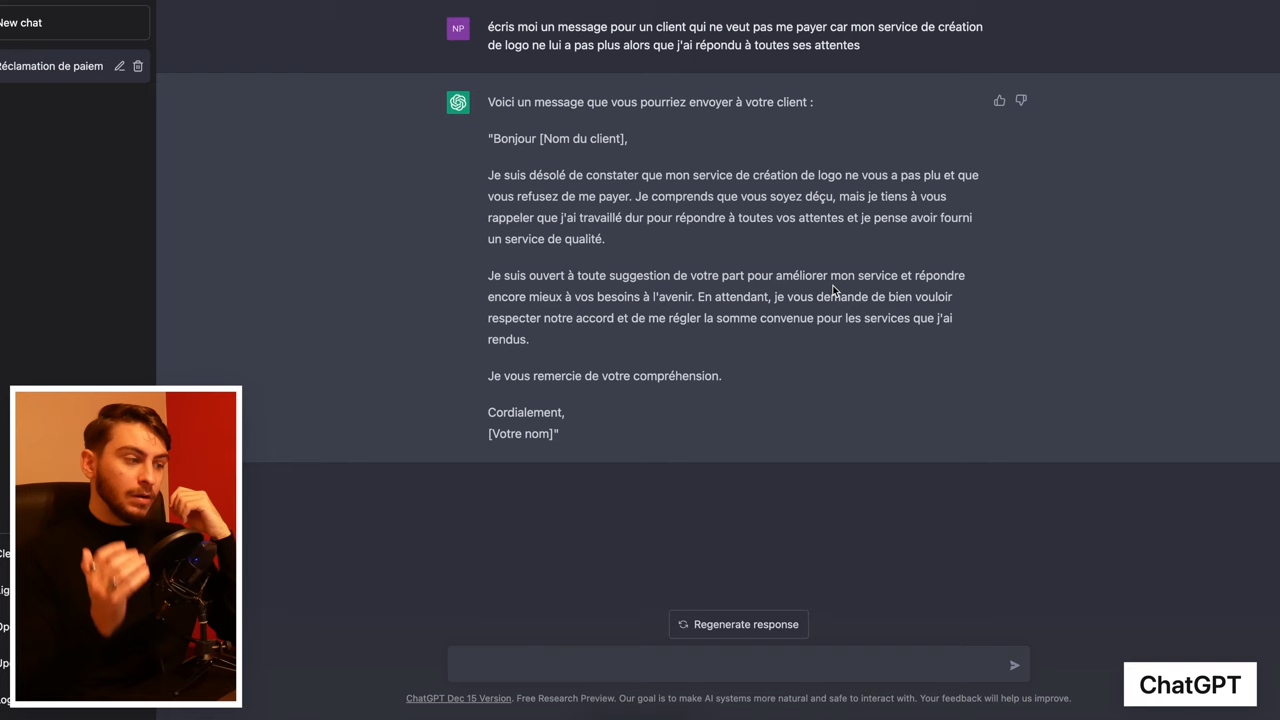 New chat
Réclamation de paiem
NP
écris moi un message pour un client qui ne veut pas me payer car mon service de création
de logo ne lui a pas plus alors que j'ai répondu à toutes ses attentes
Voici un message que vous pourriez envoyer à votre client :
"Bonjour [Nom du client],
Je suis désolé de constater que mon service de création de logo ne vous a pas plu et que
vous refusez de me payer. Je comprends que vous soyez déçu, mais je tiens à vous
rappeler que j'ai travaillé dur pour répondre à toutes vos attentes et je pense avoir fourni
un service de qualité.
Je suis ouvert à toute suggestion de votre part pour améliorer mon service et répondre
encore mieux à vos besoins à l'avenir. En attendant, je vous demande de bien vouloir
respecter notre accord et de me régler la somme convenue pour les services que j'ai
rendus.
Je vous remercie de votre compréhension.
Cordialement,
[Votre nom]"
Regenerate response
ChatGPT Dec 15 Version. Free Research Preview. Our goal is to make AI systems more natural and safe to interact with. Your feedback will help us improve.
ChatGPT